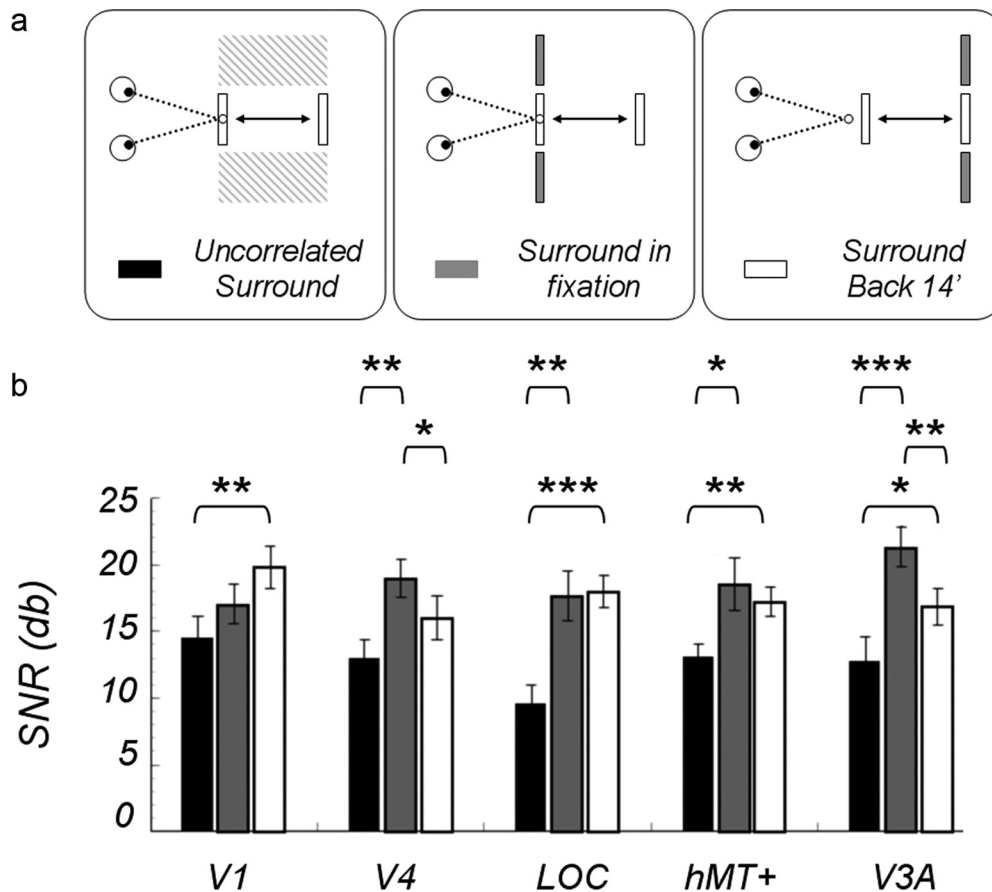 a
Uncorrelated
Surround
Surround in
fixation
Surround
Back 14'
b
** ** * ***
* **
** *** ** *
25
20
15
10
5
0
SNR (db)
V1 V4 LOC hMT+ V3A